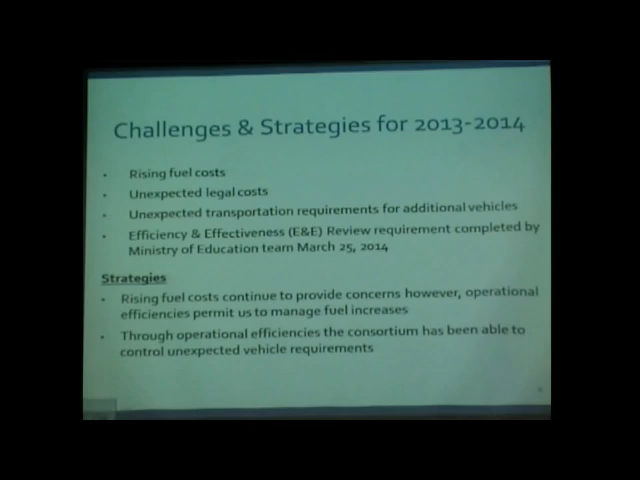 Challenges & Strategies for 2013-2014
• Rising fuel costs
• Unexpected legal costs
• Unexpected transportation requirements for additional vehicles
• Efficiency & Effectiveness (E&E) Review requirement completed by
Ministry of Education team March 25, 2014
Strategies
• Rising fuel costs continue to provide concerns however, operational
efficiencies permit us to manage fuel increases
• Through operational efficiencies the consortium has been able to
control unexpected vehicle requirements